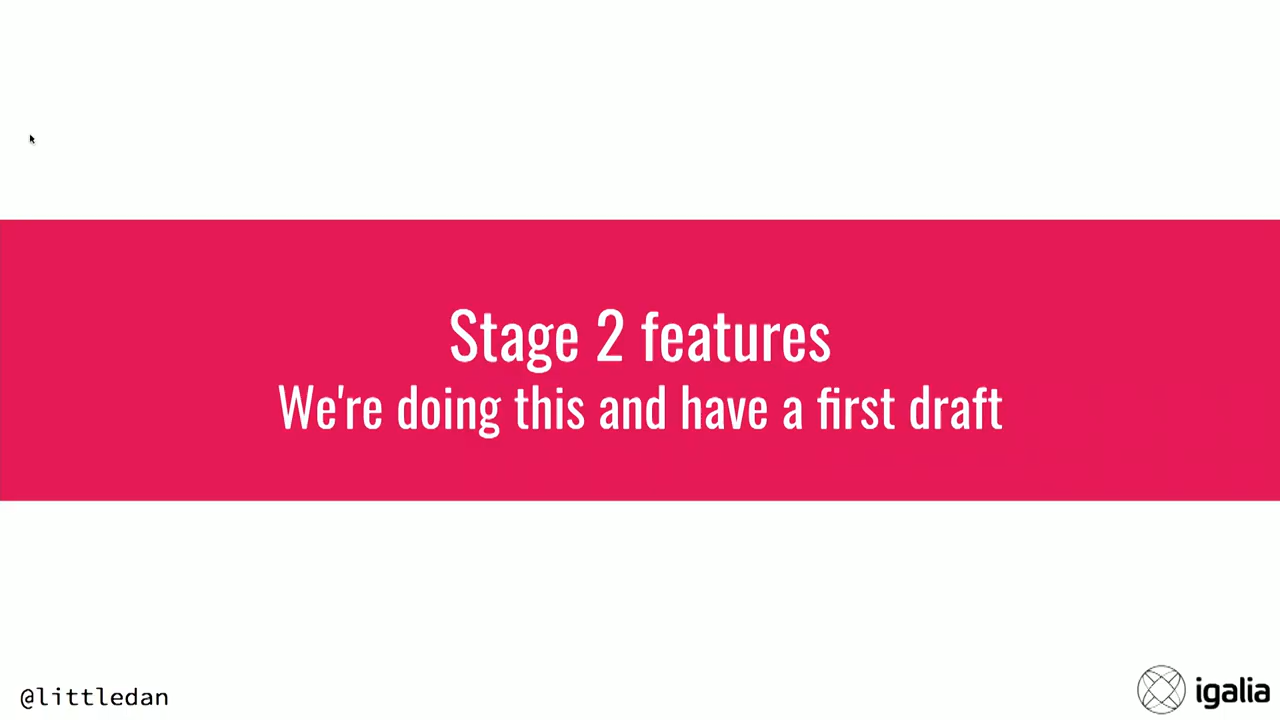 Stage 2 features
We're doing this and have a first draft
@littledan
igalia